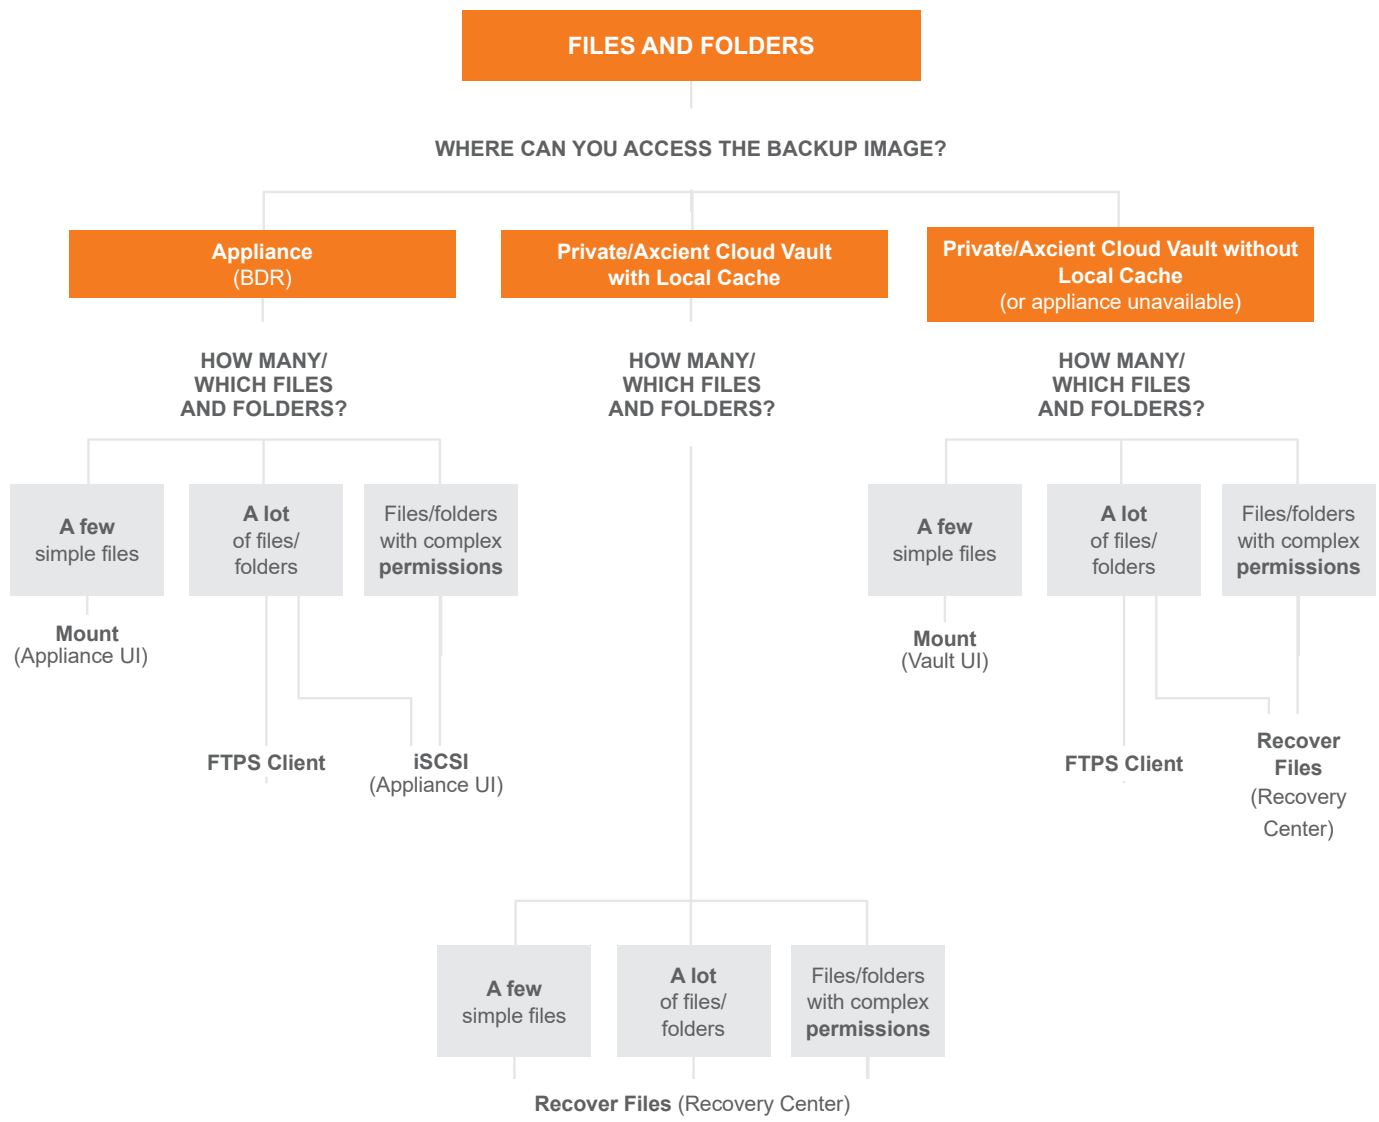 FILES AND FOLDERS
WHERE CAN YOU ACCESS THE BACKUP IMAGE?
Appliance
(BDR)
Private/Axcient Cloud Vault
with Local Cache
Private/Axcient Cloud Vault without
Local Cache
(or appliance unavailable)
HOW MANY/
WHICH FILES
AND FOLDERS?
HOW MANY/
WHICH FILES
AND FOLDERS?
HOW MANY/
WHICH FILES
AND FOLDERS?
A few
simple files
A lot
of files/
folders
Files/folders
with complex
permissions
A few
simple files
A lot
of files/
folders
Files/folders
with complex
permissions
Mount
(Appliance UI)
FTPS Client
iSCSI
(Appliance UI)
Mount
(Vault UI)
FTPS Client
Recover
Files
(Recovery
Center)
A few
simple files
A lot
of files/
folders
Files/folders
with complex
permissions
Recover Files (Recovery Center)